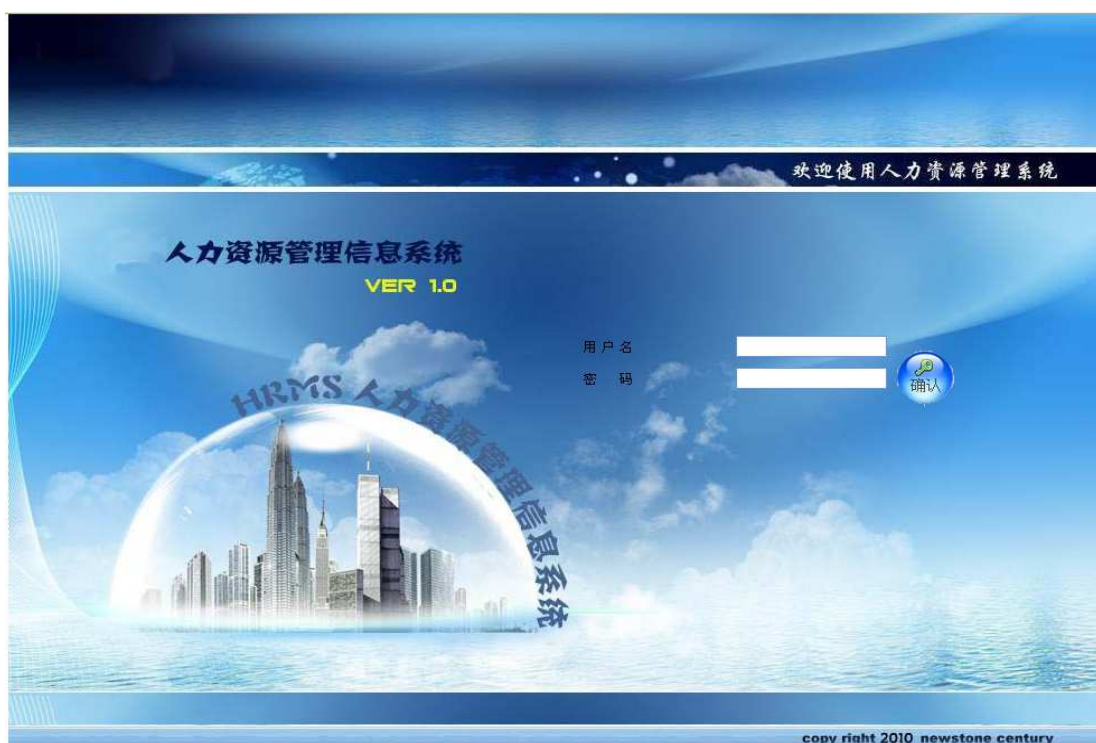 欢迎使用人力资源管理系统
人力资源管理信息系统
VER 1.0
用户名
密 码
确认
HRMS 人力资源管理信息系统
copy right 2010 newstone century